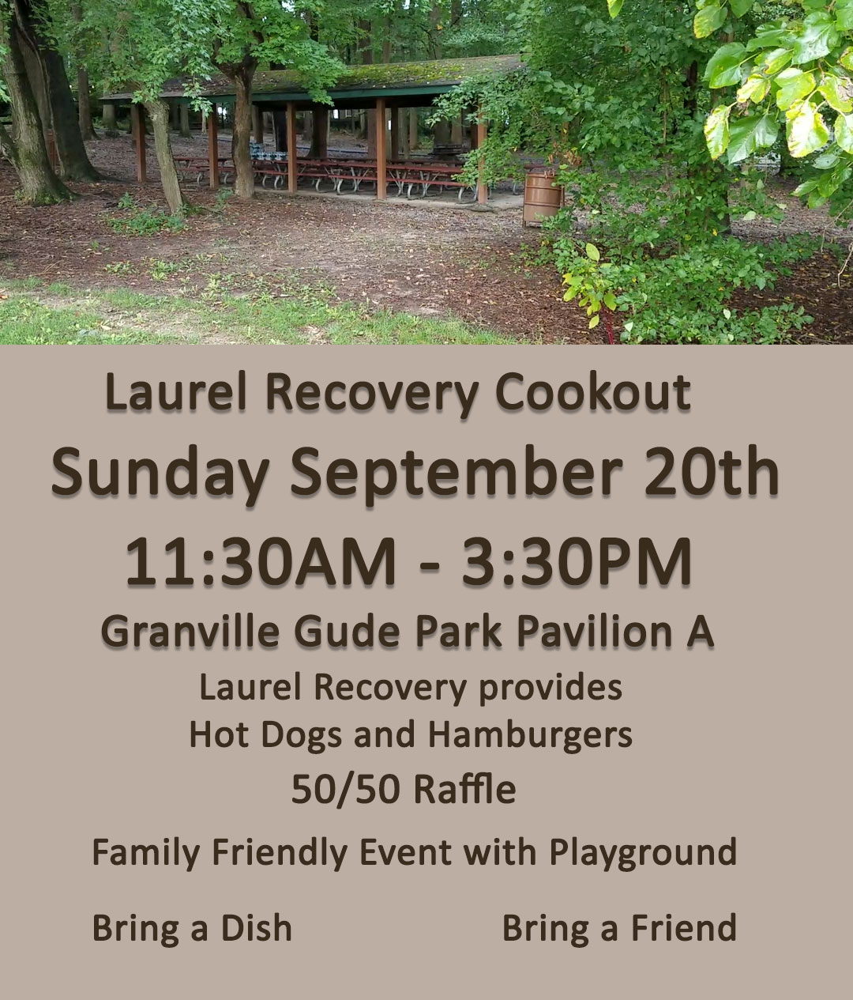 Laurel Recovery Cookout
Sunday September 20th
11:30AM - 3:30PM
Granville Gude Park Pavilion A
Laurel Recovery provides
Hot Dogs and Hamburgers
50/50 Raffle
Family Friendly Event with Playground
Bring a Dish Bring a Friend